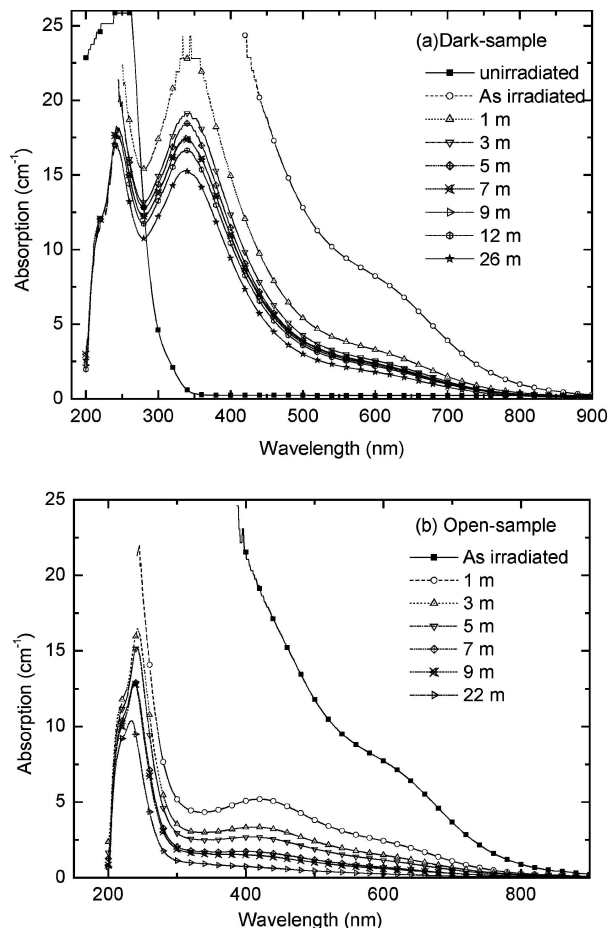 (a)Dark-sample
unirradiated
As irradiated
1 m
3 m
5 m
7 m
9 m
12 m
26 m
25
20
15
10
5
0
Absorption (cm-1)
200 300 400 500 600 700 800 900
Wavelength (nm)
(b) Open-sample
As irradiated
1 m
3 m
5 m
7 m
9 m
22 m
25
20
15
10
5
0
Absorption (cm-1)
200 400 600 800
Wavelength (nm)